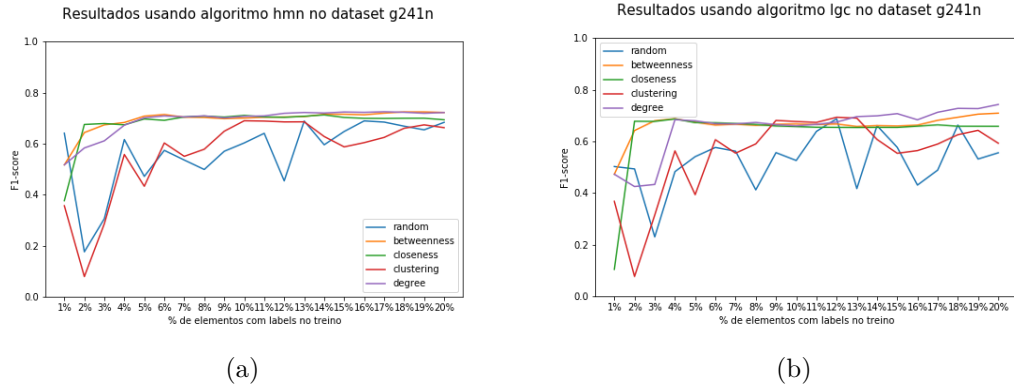 Resultados usando algoritmo hmn no dataset g241n
1.0
0.8
0.6
0.4
0.2
0.0
F1-score
random
betweenness
closeness
clustering
degree
1% 2% 3% 4% 5% 6% 7% 8% 9% 10% 11% 12% 13% 14% 15% 16% 17% 18% 19% 20%
% de elementos com labels no treino
(a)
Resultados usando algoritmo lgc no dataset g241n
1.0
0.8
0.6
0.4
0.2
0.0
F1-score
random
betweenness
closeness
clustering
degree
1% 2% 3% 4% 5% 6% 7% 8% 9% 10% 11% 12% 13% 14% 15% 16% 17% 18% 19% 20%
% de elementos com labels no treino
(b)